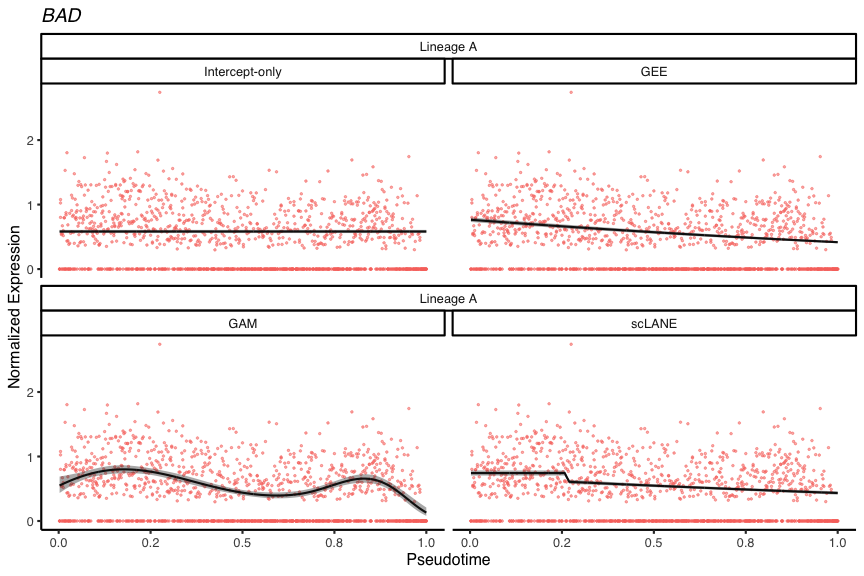 BAD
Lineage A
Intercept-only GEE
2
1
0
Lineage A
GAM scLANE
2
1
0
0.0 0.2 0.5 0.8 1.0 0.0 0.2 0.5 0.8 1.0
Pseudotime
Normalized Expression